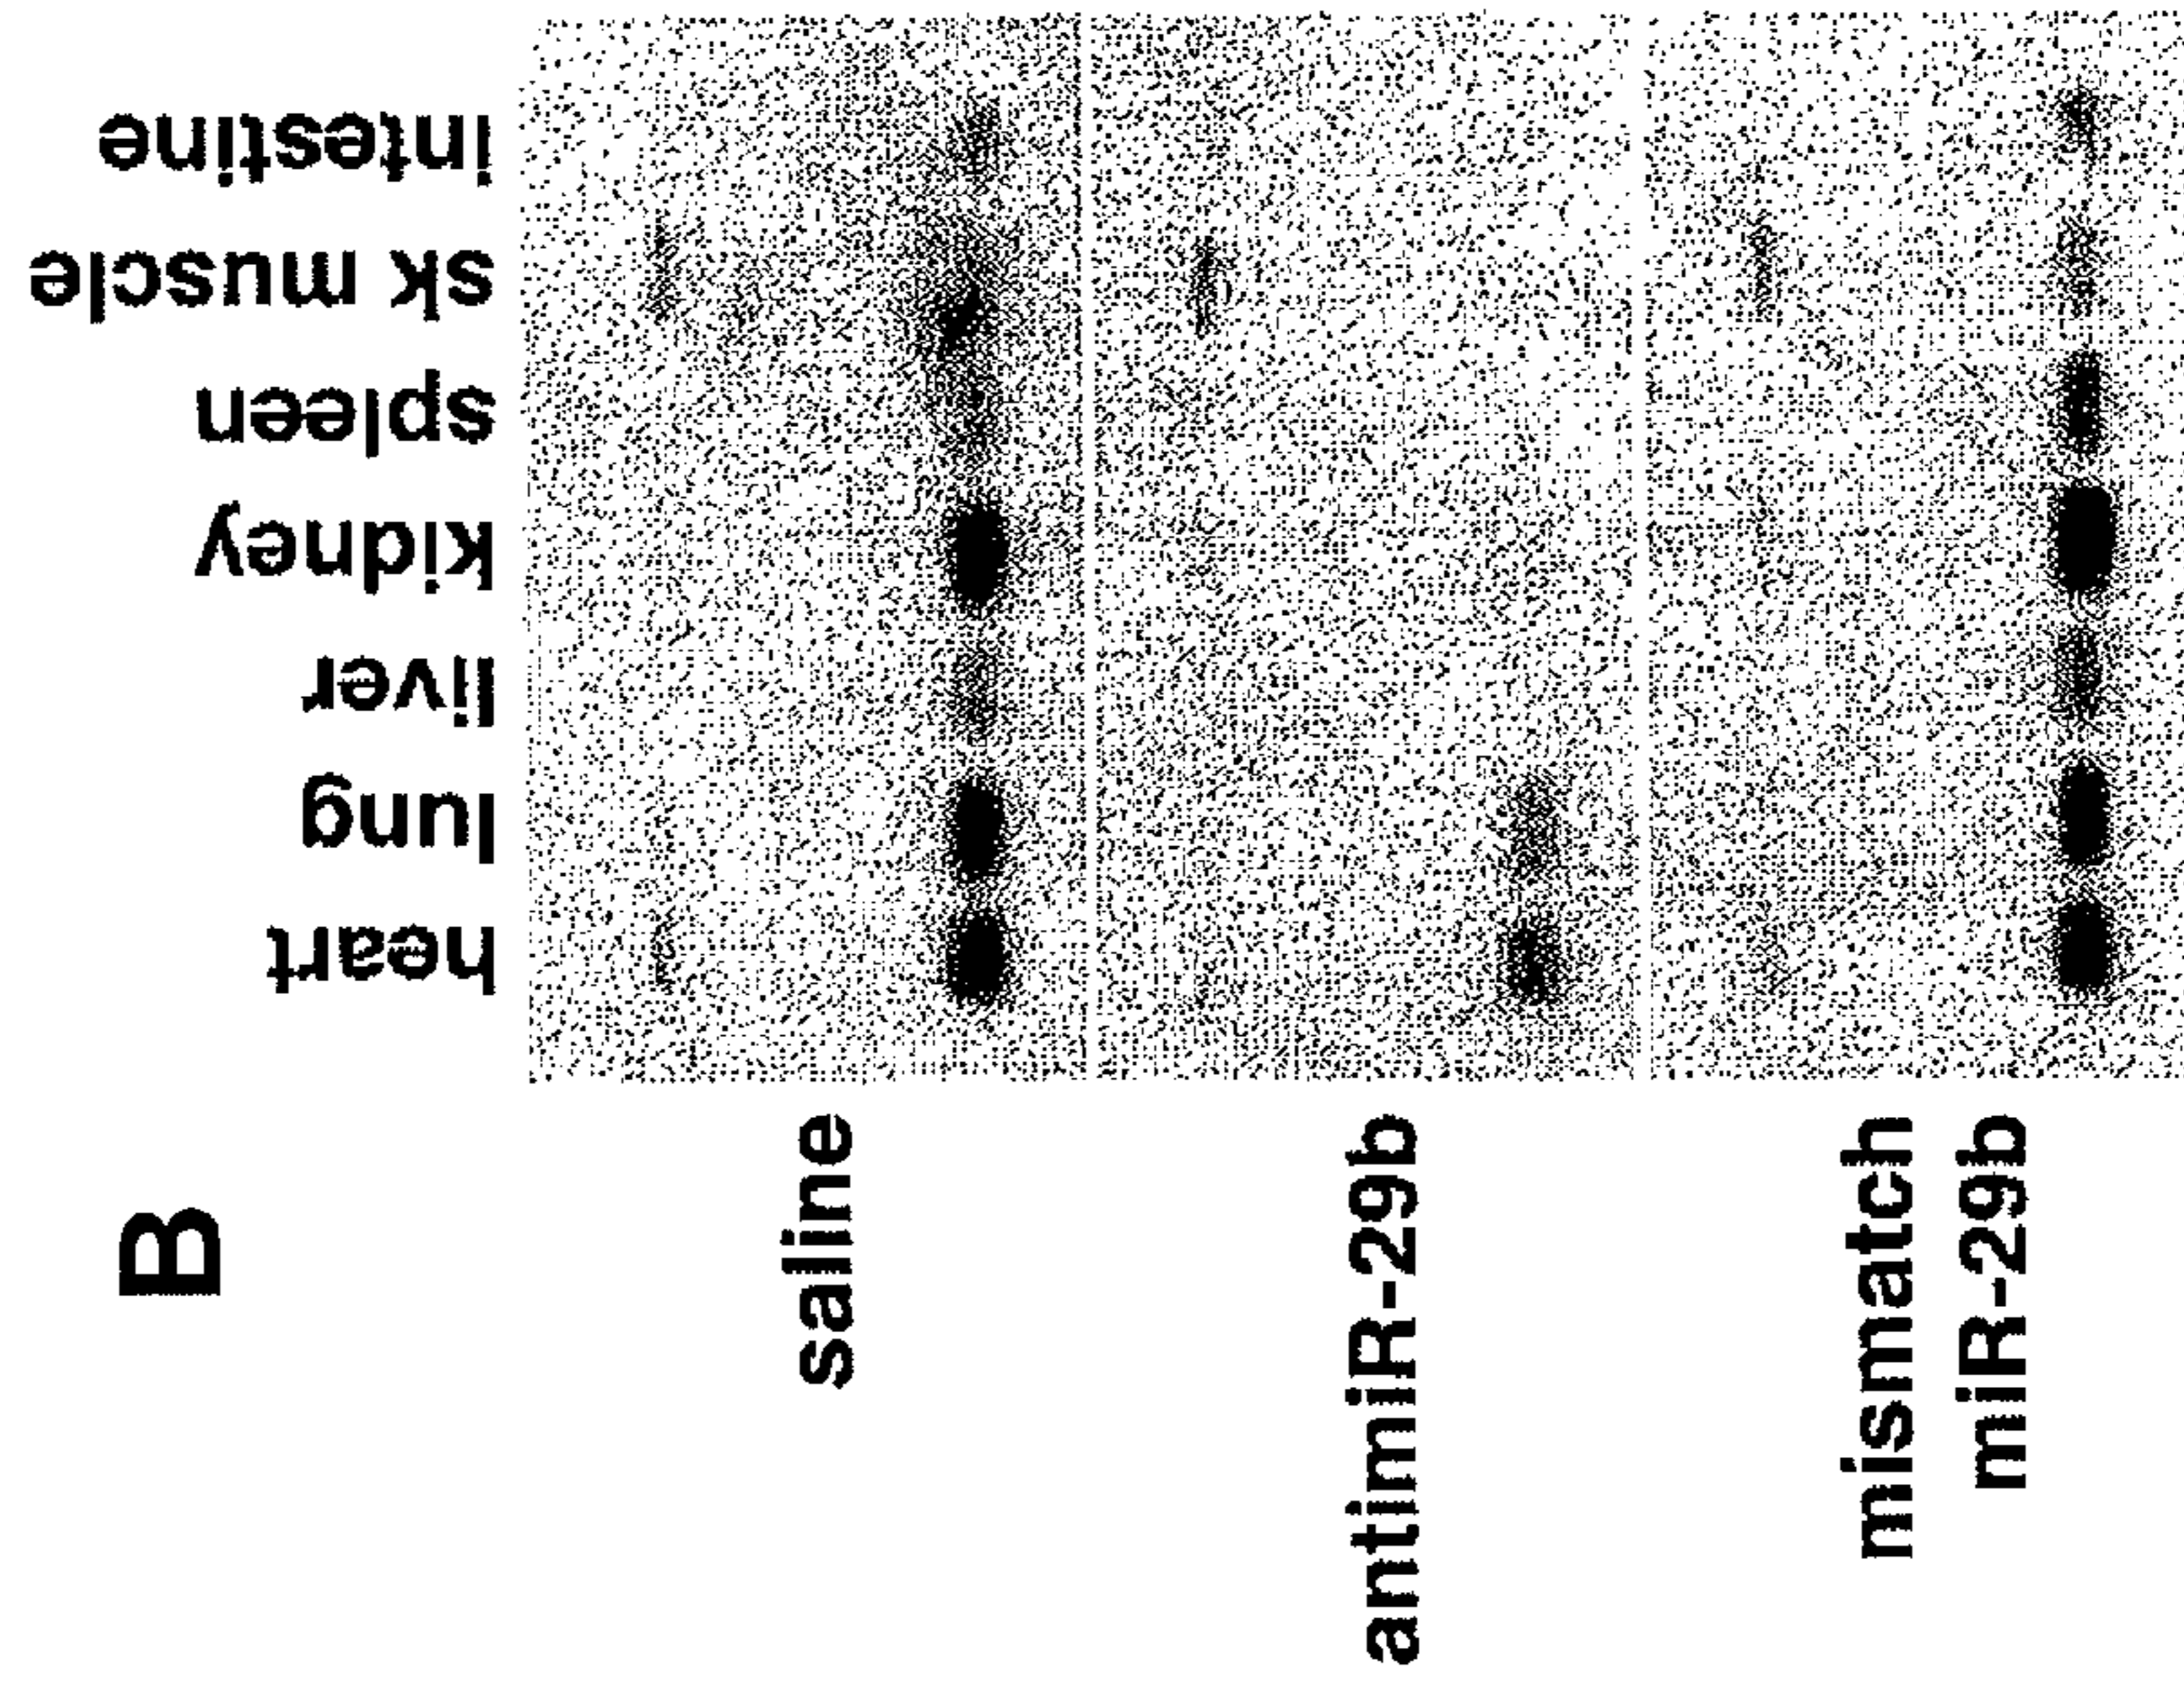 B
heart
lung
liver
kidney
spleen
sk muscle
intestine
saline
antimiR-29b
mismatch
miR-29b